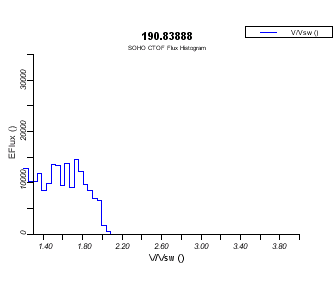 190.83888
SOHO CTOF Flux Histogram
V/Vsw ()
EFlux ()
30000
20000
10000
0
1.40 1.80 2.20 2.60 3.00 3.40 3.80
V/Vsw ()